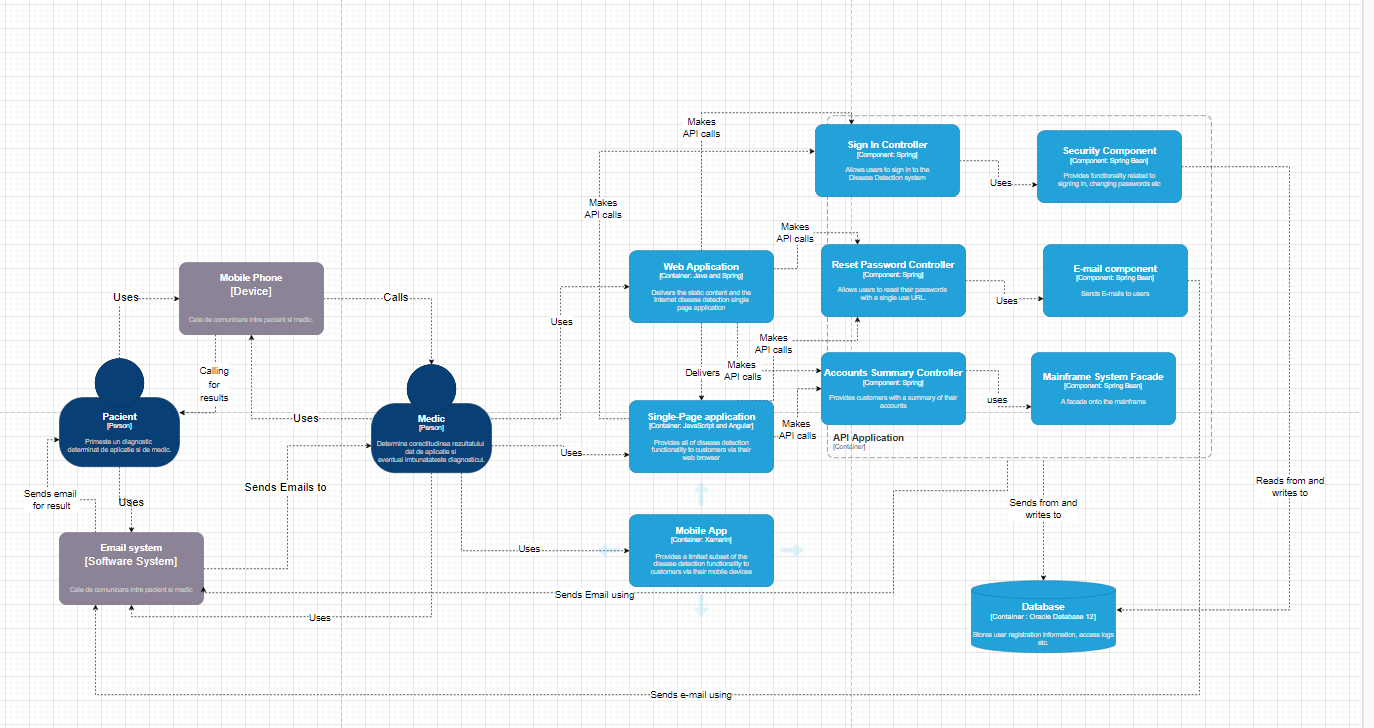 Makes
API calls
Sign In Controller
[Component: Spring]
Allows users to sign in to the
Disease Detection system
Security Component
[Component: Spring Bean]
Provides functionality related to
signing in, changing passwords etc
Uses
Makes
API calls
Makes
API calls
Mobile Phone
[Device]
Cale de comunicare intre pacient si medic.
Uses
Calls
Web Application
[Container: Java and Spring]
Delivers the static content and the
Internet disease detection single
page application
Reset Password Controller
[Component: Spring]
Allows users to reset their passwords
with a single use URL.
E-mail component
[Component: Spring Bean]
Sends E-mails to users
Uses
Uses
Makes
API calls
Delivers
Makes
API calls
Accounts Summary Controller
[Component: Spring]
Provides customers with a summary of their
accounts
Mainframe System Facade
[Component: Spring Bean]
A facade onto the mainframe
uses
Calling
for
results
Pacient
[Person]
Primeste un diagnostic
determinat de aplicatie si de medic.
Uses
Medic
[Person]
Determina corectitudinea rezultatului
dat de aplicatie si
eventual imbunatateste diagnosticul.
Single-Page application
[Container: JavaScript and Angular]
Provides all of disease detection
functionality to customers via their
web browser
Makes
API calls
API Application
[Container]
Uses
Sends email
for result
Uses
Sends Emails to
Reads from and
writes to
Sends from and
writes to
Email system
[Software System]
Cale de comunicare intre pacient si medic
Uses
Mobile App
[Container: Xamarin]
Provides a limited subset of the
disease detection functionality to
customers via their mobile devices
Sends Email using
Uses
Database
[Container : Oracle Database 12]
Stores user registration information, access logs
etc.
Sends e-mail using